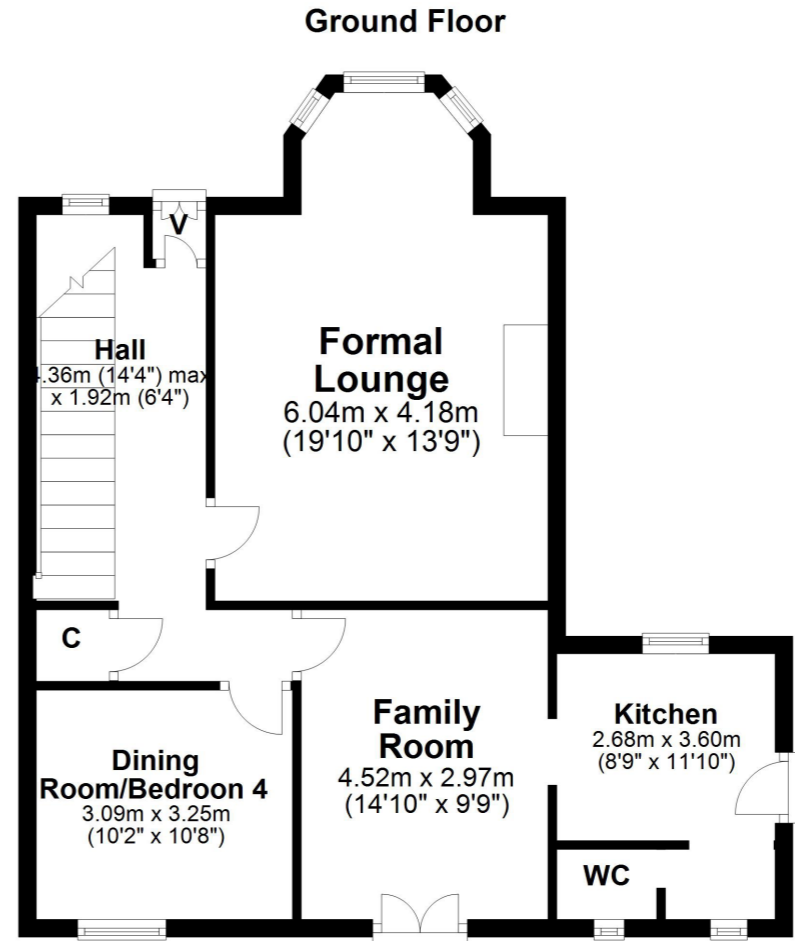 Ground Floor
V
Hall
4.36m (14'4") max
x 1.92m (6'4")
Formal
Lounge
6.04m x 4.18m
(19'10" x 13'9")
C
Family
Room
4.52m x 2.97m
(14'10" x 9'9")
Kitchen
2.68m x 3.60m
(8'9" x 11'10")
Dining
Room/Bedroon 4
3.09m x 3.25m
(10'2" x 10'8")
WC